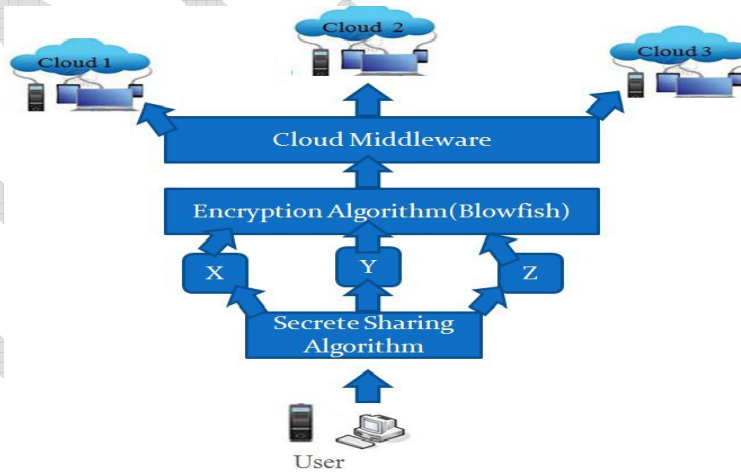 Cloud 1
Cloud 2
Cloud 3
Cloud Middleware
Encryption Algorithm(Blowfish)
X
Y
Z
Secrete Sharing
Algorithm
User